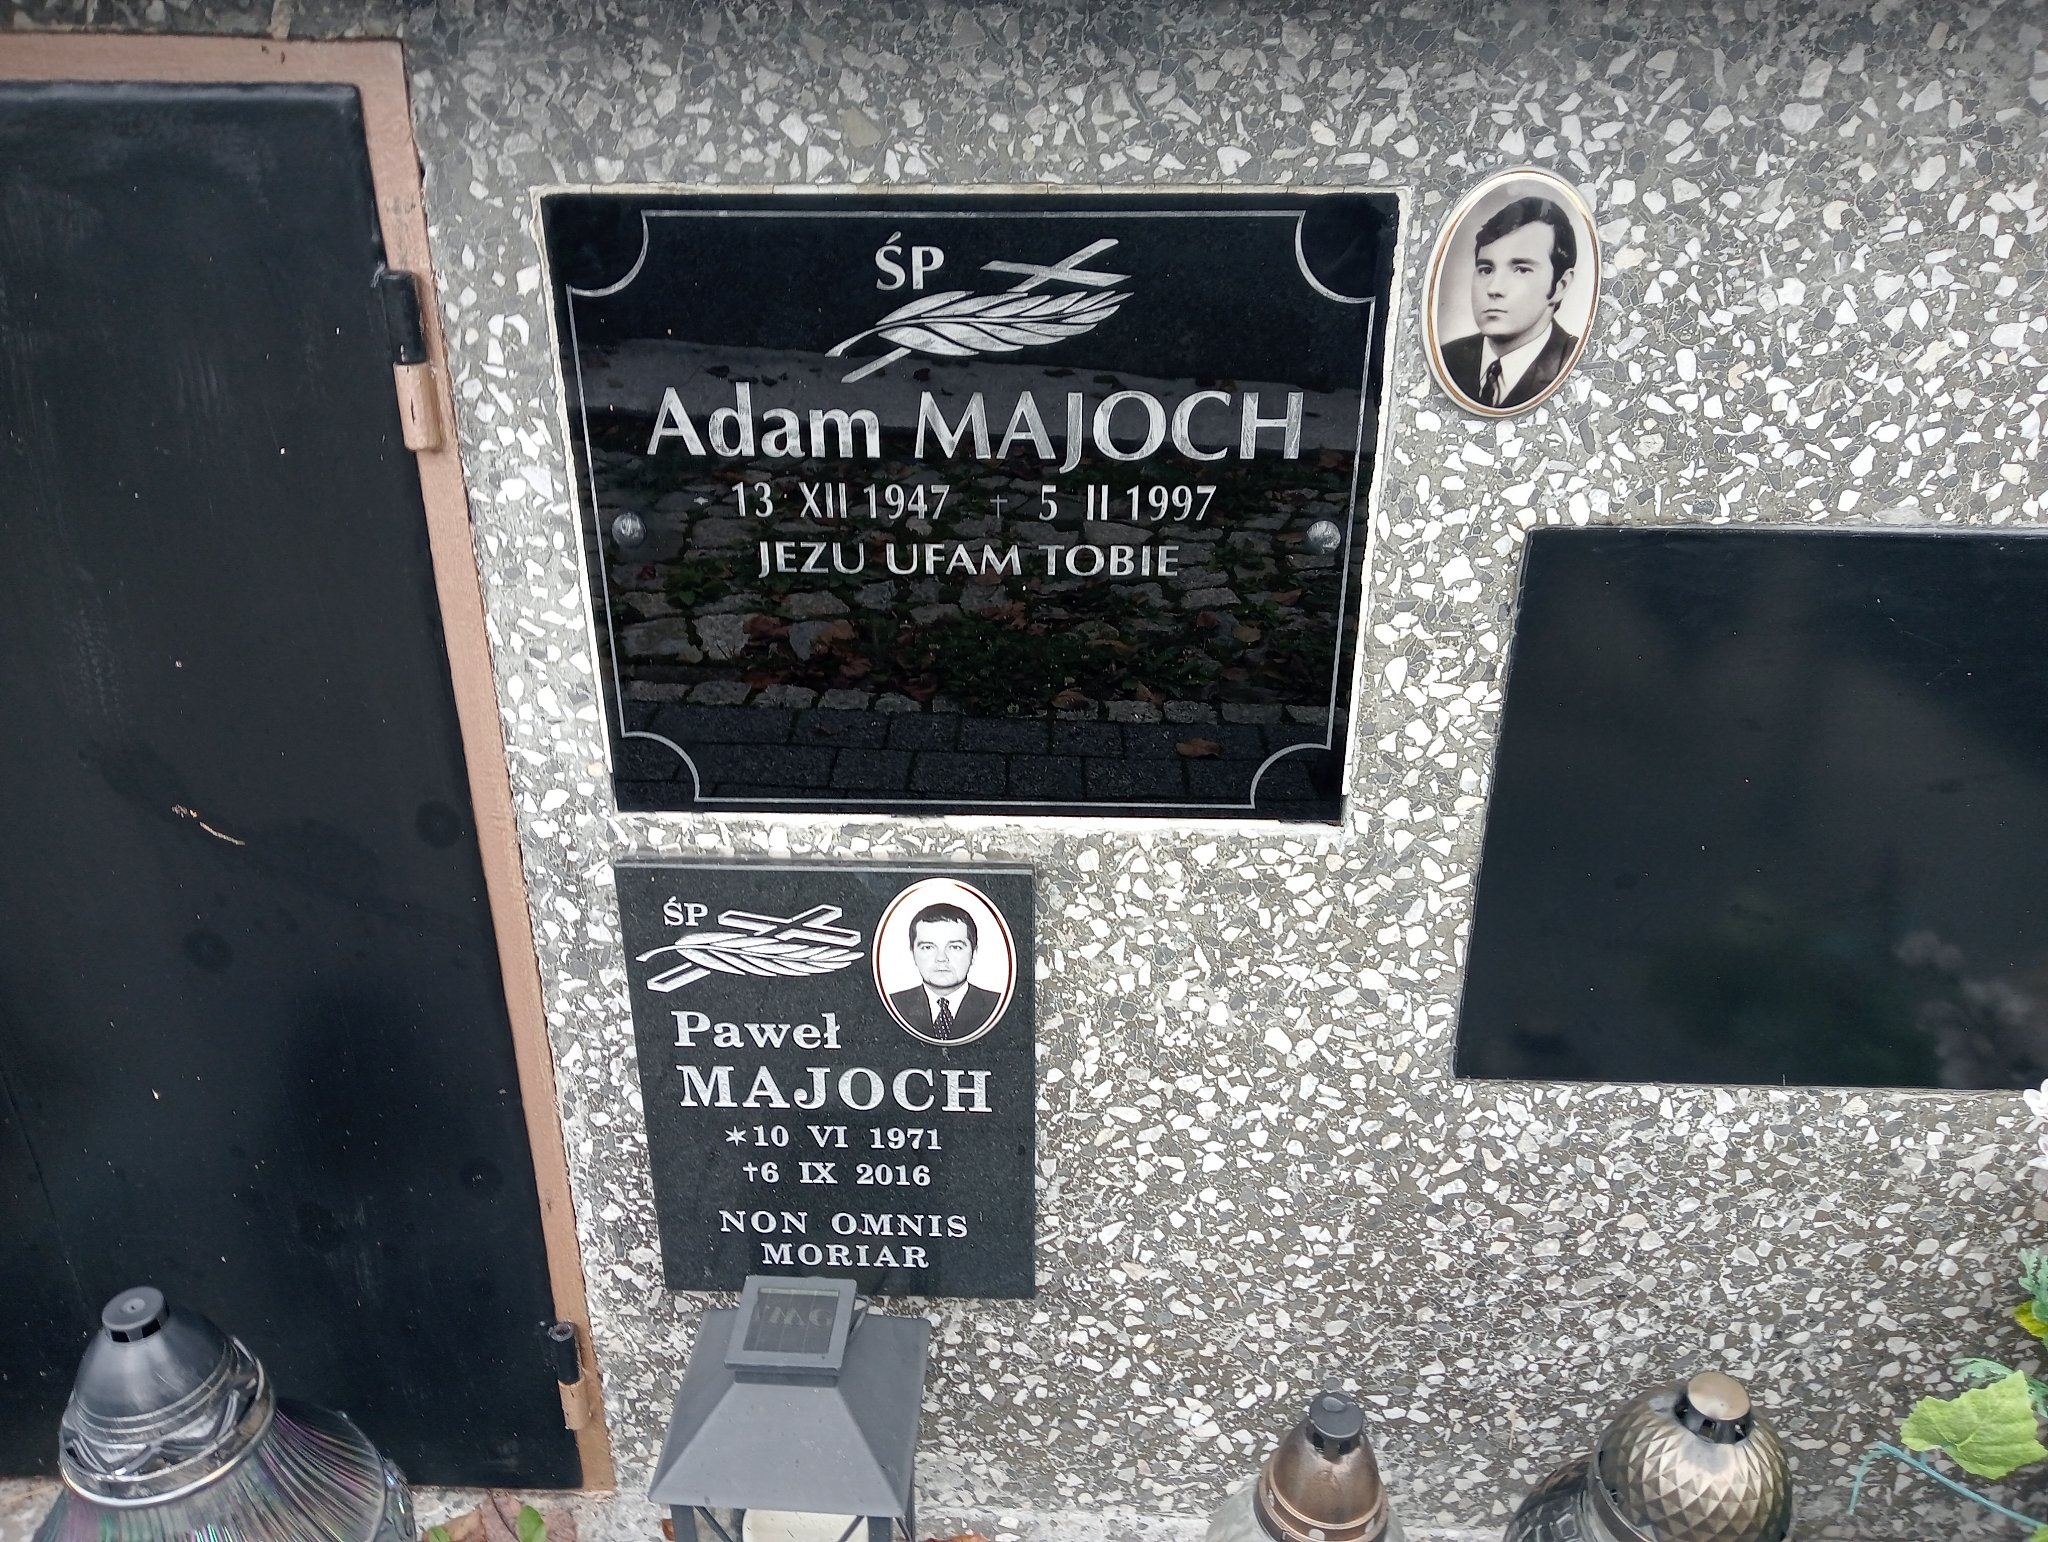 ŚP
Adam MAJOCH
* 13 XII 1947 † 5 II 1997
JEZU UFAM TOBIE
ŚP
Paweł
MAJOCH
*10 VI 1971
†6 IX 2016
NON OMNIS
MORIAR